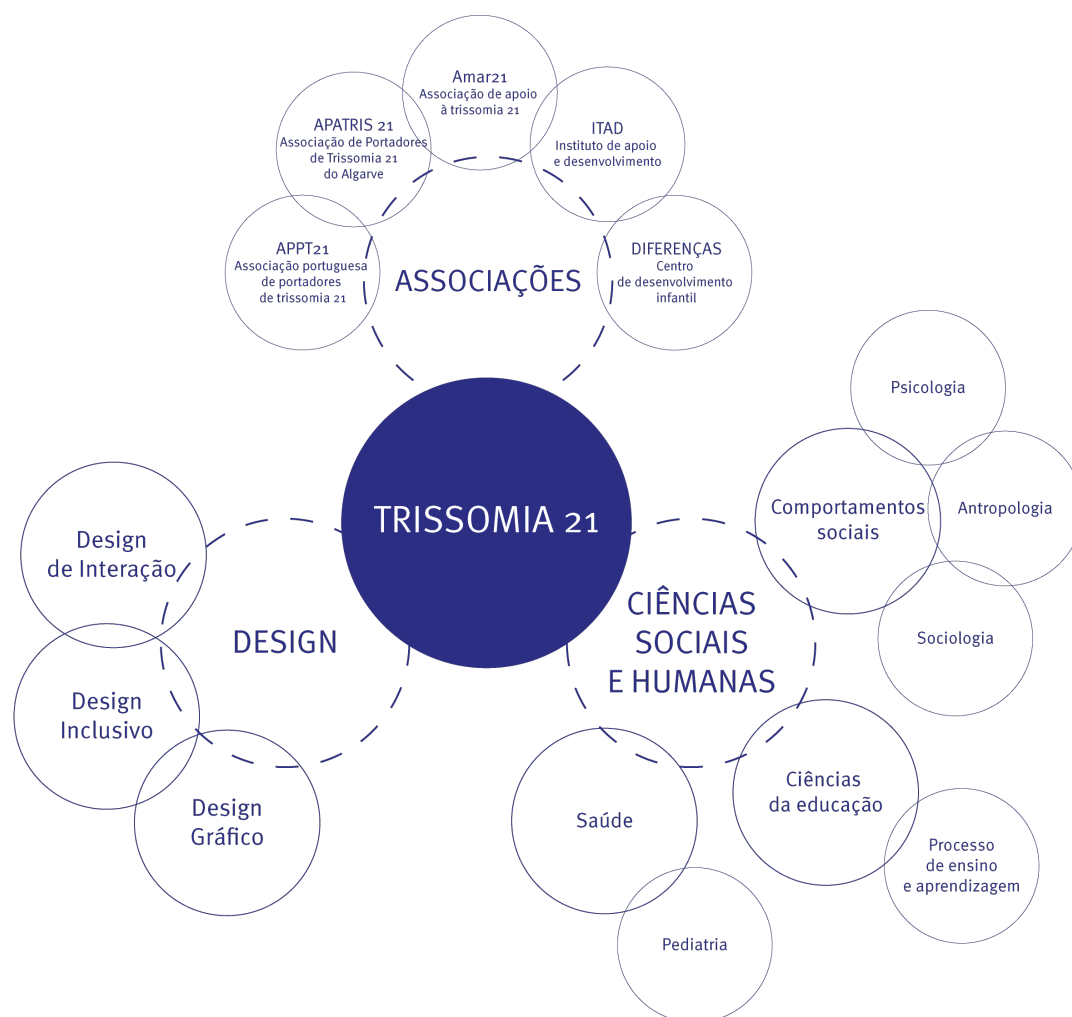 Amar21
Associação de apoio
à trissomia 21
APATRIS 21
Associação de Portadores
de Trissomia 21
do Algarve
ITAD
Instituto de apoio
e desenvolvimento
APPT21
Associação portuguesa
de portadores
de trissomia 21
DIFERENÇAS
Centro
de desenvolvimento
infantil
ASSOCIAÇÕES
TRISSOMIA 21
Design
de Interação
Design
Inclusivo
Design
Gráfico
DESIGN
CIÊNCIAS
SOCIAIS
E HUMANAS
Comportamentos
sociais
Psicologia
Antropologia
Sociologia
Ciências
da educação
Processo
de ensino
e aprendizagem
Saúde
Pediatria